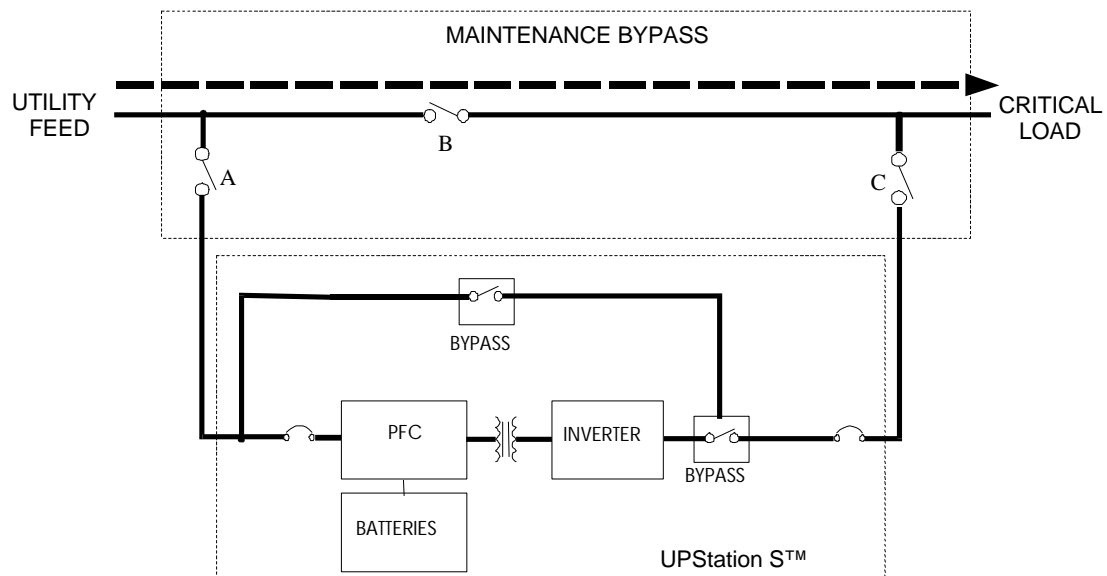 MAINTENANCE BYPASS
UTILITY
FEED
CRITICAL
LOAD
B
A
C
BYPASS
PFC
INVERTER
BYPASS
BATTERIES
UPStation S™